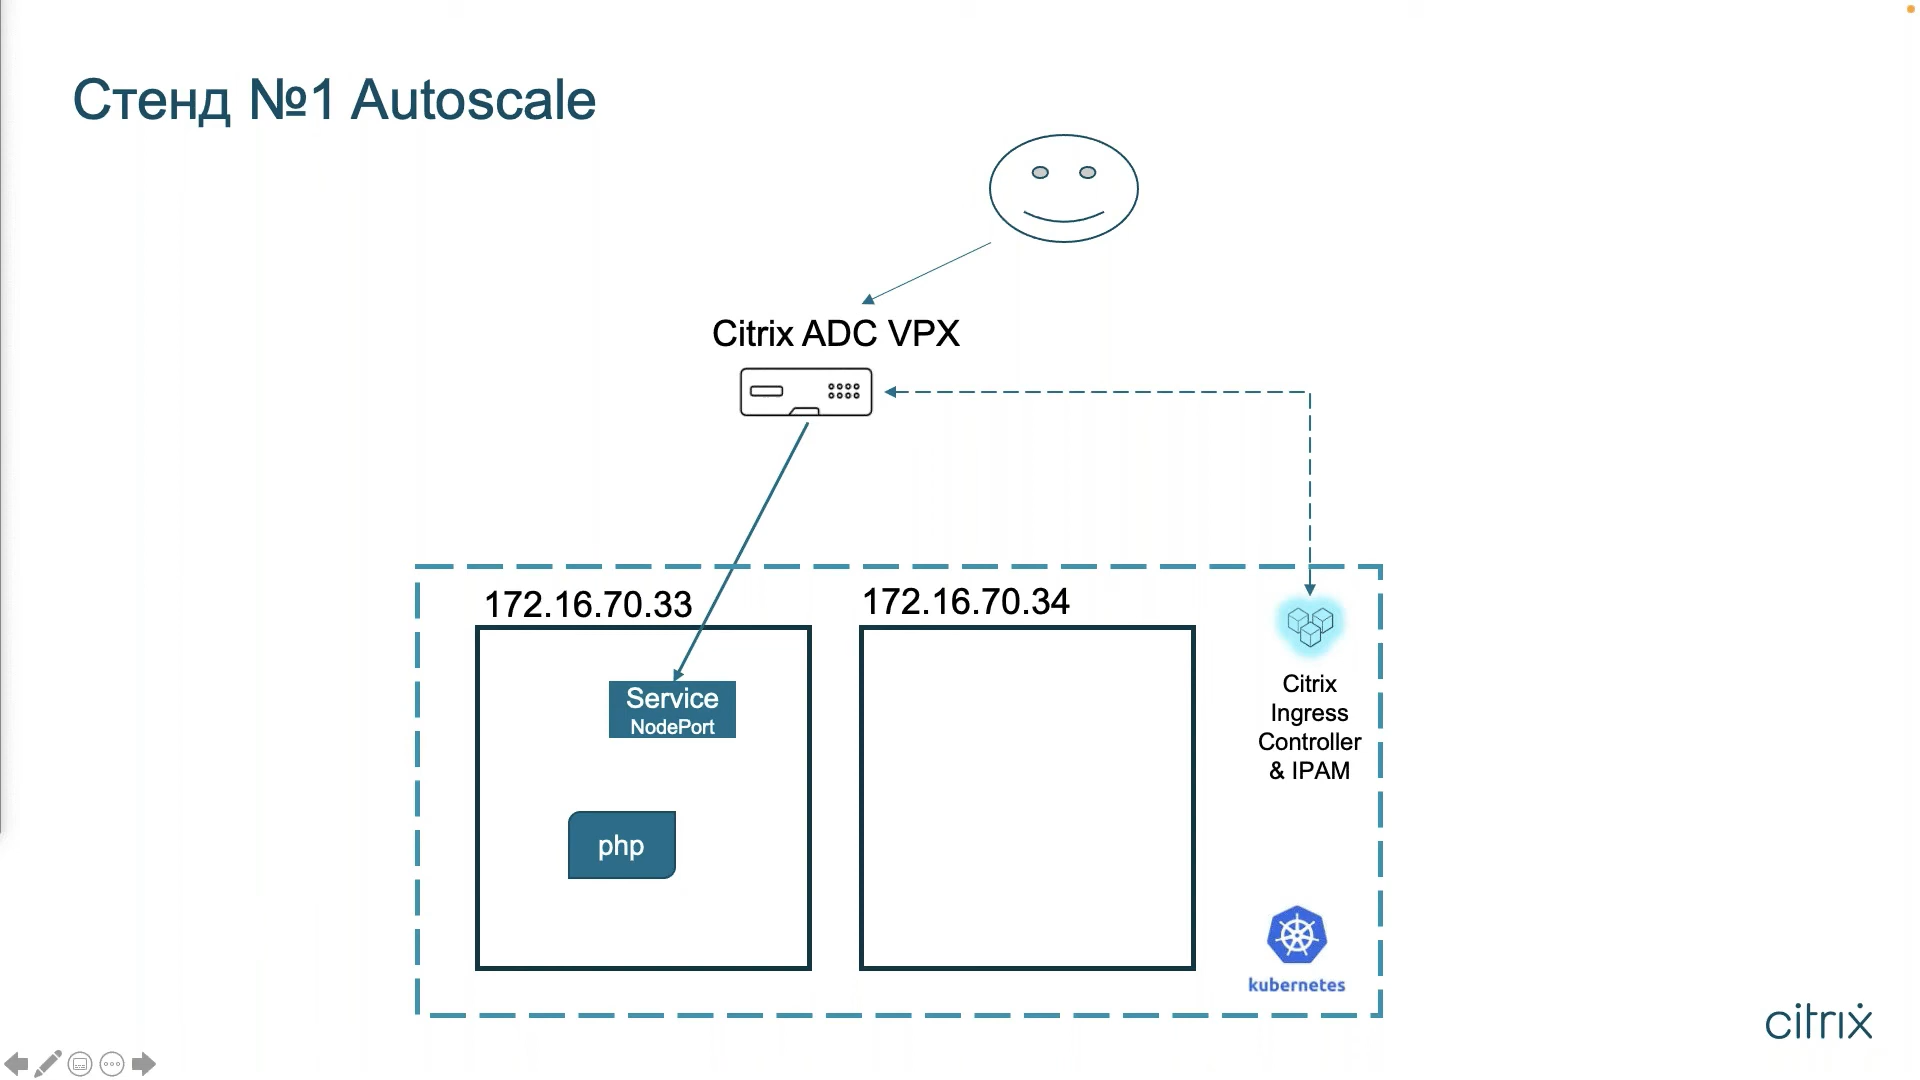 Стенд №1 Autoscale
Citrix ADC VPX
172.16.70.33
172.16.70.34
Service
NodePort
php
Citrix
Ingress
Controller
& IPAM
kubernetes
citrix